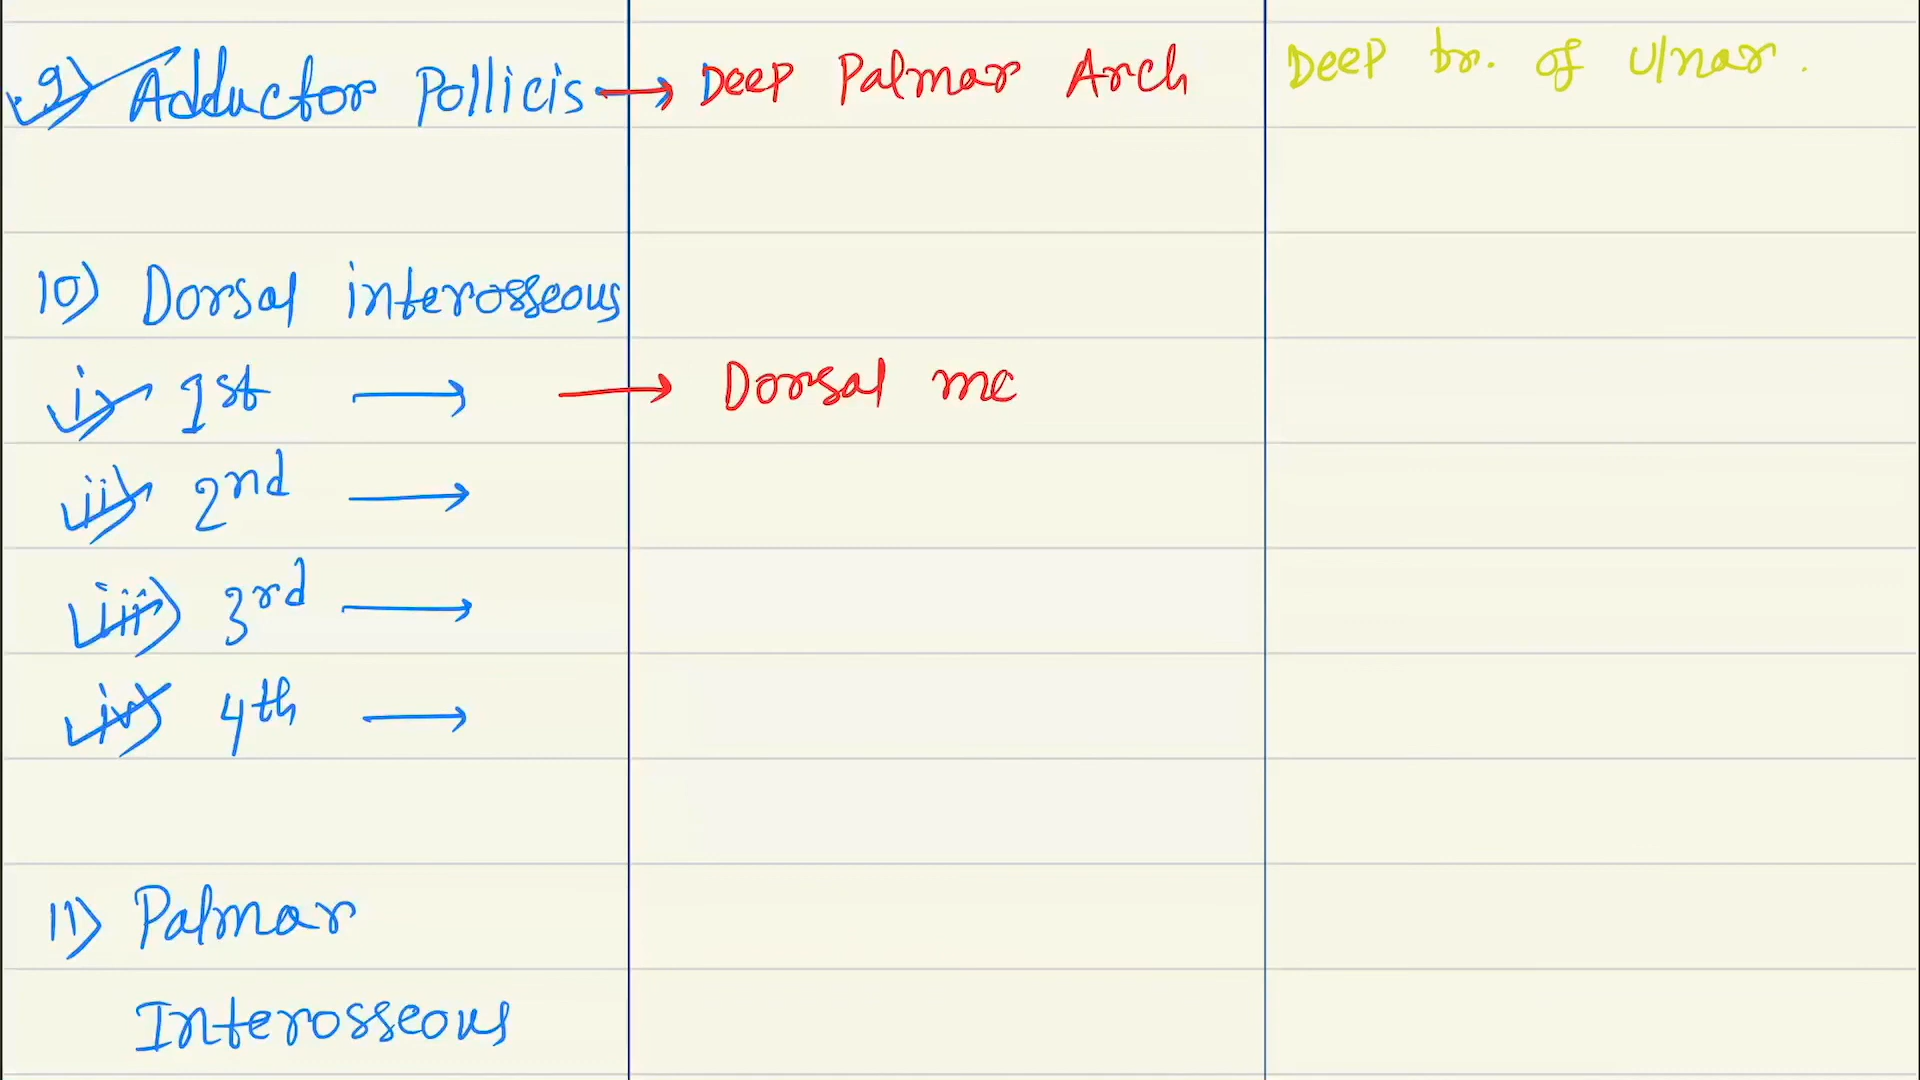 9) Adductor Pollicis → Deep Palmar Arch Deep br. of Ulnar.
10) Dorsal interosseous
i) 1st → → Dorsal mc
ii) 2nd →
iii) 3rd →
iv) 4th →
11) Palmar
Interosseous